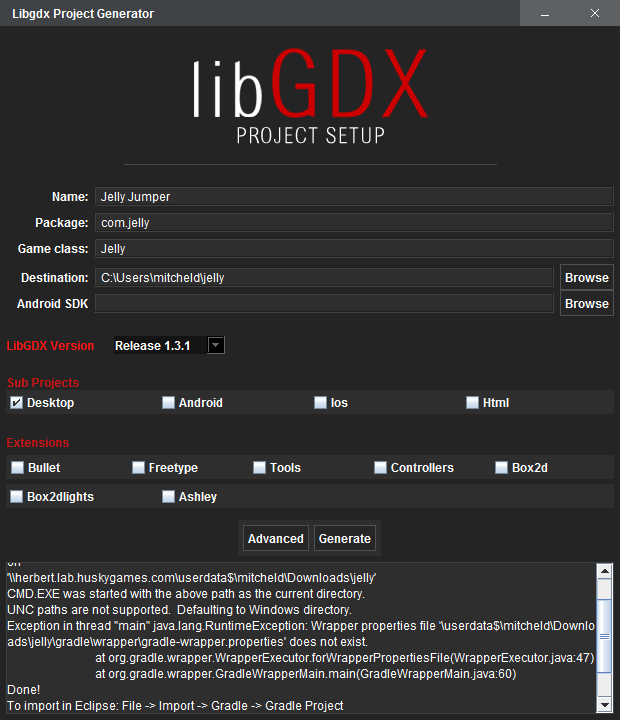 Libgdx Project Generator
libGDX
PROJECT SETUP
Name: Jelly Jumper
Package: com.jelly
Game class: Jelly
Destination: C:\Users\mitcheld\jelly Browse
Android SDK Browse
LibGDX Version Release 1.3.1
Sub Projects
Desktop Android Ios Html
Extensions
Bullet Freetype Tools Controllers Box2d
Box2dlights Ashley
Advanced Generate
'\\herbert.lab.huskygames.com\userdata$\mitcheld\Downloads\jelly'
CMD.EXE was started with the above path as the current directory.
UNC paths are not supported.  Defaulting to Windows directory.
Exception in thread "main" java.lang.RuntimeException: Wrapper properties file '\userdata$\mitcheld\Downlo
ads\jelly\gradle\wrapper\gradle-wrapper.properties' does not exist.
at org.gradle.wrapper.WrapperExecutor.forWrapperPropertiesFile(WrapperExecutor.java:47)
at org.gradle.wrapper.GradleWrapperMain.main(GradleWrapperMain.java:60)
Done!
To import in Eclipse: File -> Import -> Gradle -> Gradle Project